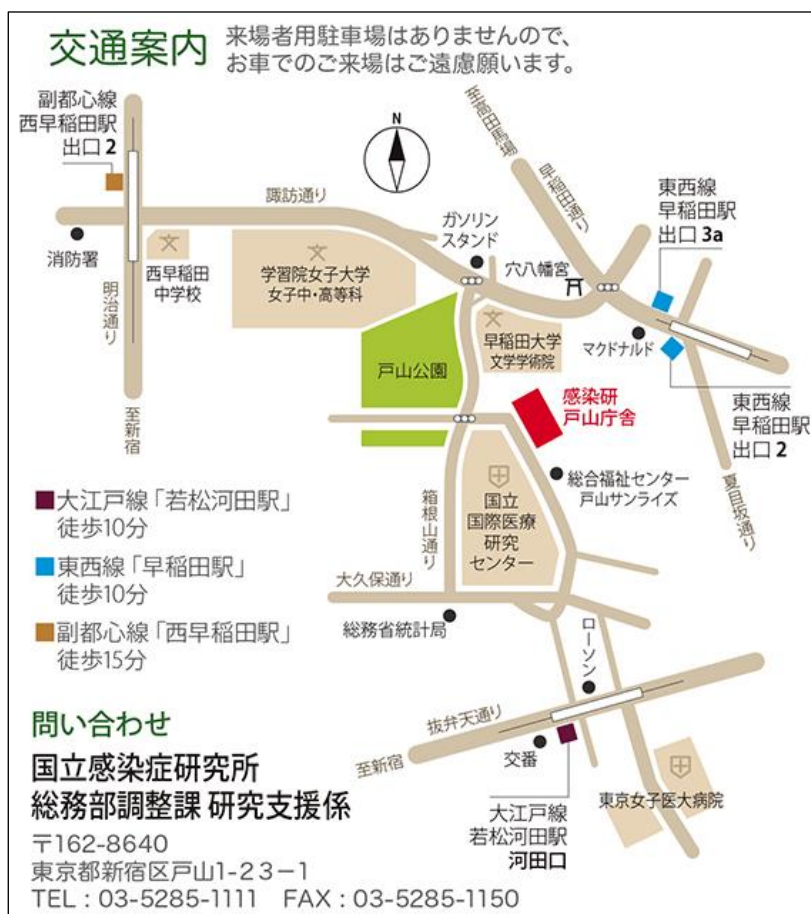 交通案内
来場者用駐車場はありませんので、
お車でのご来場はご遠慮願います。
副都心線
西早稲田駅
出口 2
N
至高田馬場
早稲田通り
東西線
早稲田駅
出口 3a
諏訪通り
ガソリン
スタンド
穴八幡宮
消防署
西早稲田
中学校
学習院女子大学
女子中・高等科
明治通り
至新宿
戸山公園
早稲田大学
文学学術院
マクドナルド
感染研
戸山庁舎
東西線
早稲田駅
出口 2
総合福祉センター
戸山サンライズ
夏目坂通り
国立
国際医療
研究
センター
箱根山通り
大江戸線「若松河田駅」
徒歩10分
東西線「早稲田駅」
徒歩10分
副都心線「西早稲田駅」
徒歩15分
大久保通り
総務省統計局
ローソン
抜弁天通り
至新宿
交番
大江戸線
若松河田駅
河田口
東京女子医大病院
問い合わせ
国立感染症研究所
総務部調整課 研究支援係
〒162-8640
東京都新宿区戸山1-23-1
TEL : 03-5285-1111 FAX : 03-5285-1150